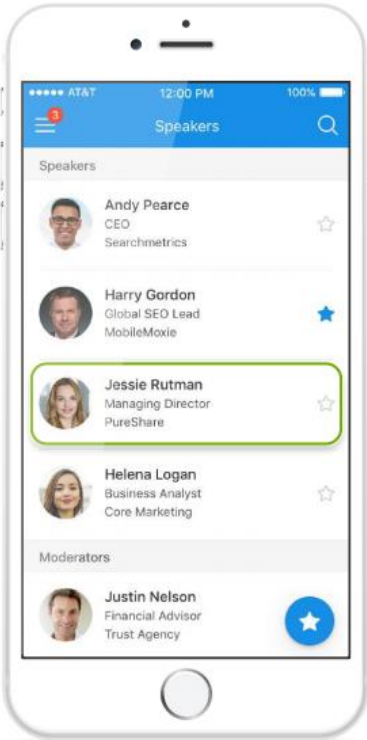 AT&T 12:00 PM 100%
3
Speakers
Speakers
Andy Pearce
CEO
Searchmetrics
Harry Gordon
Global SEO Lead
MobileMoxie
Jessie Rutman
Managing Director
PureShare
Helena Logan
Business Analyst
Core Marketing
Moderators
Justin Nelson
Financial Advisor
Trust Agency